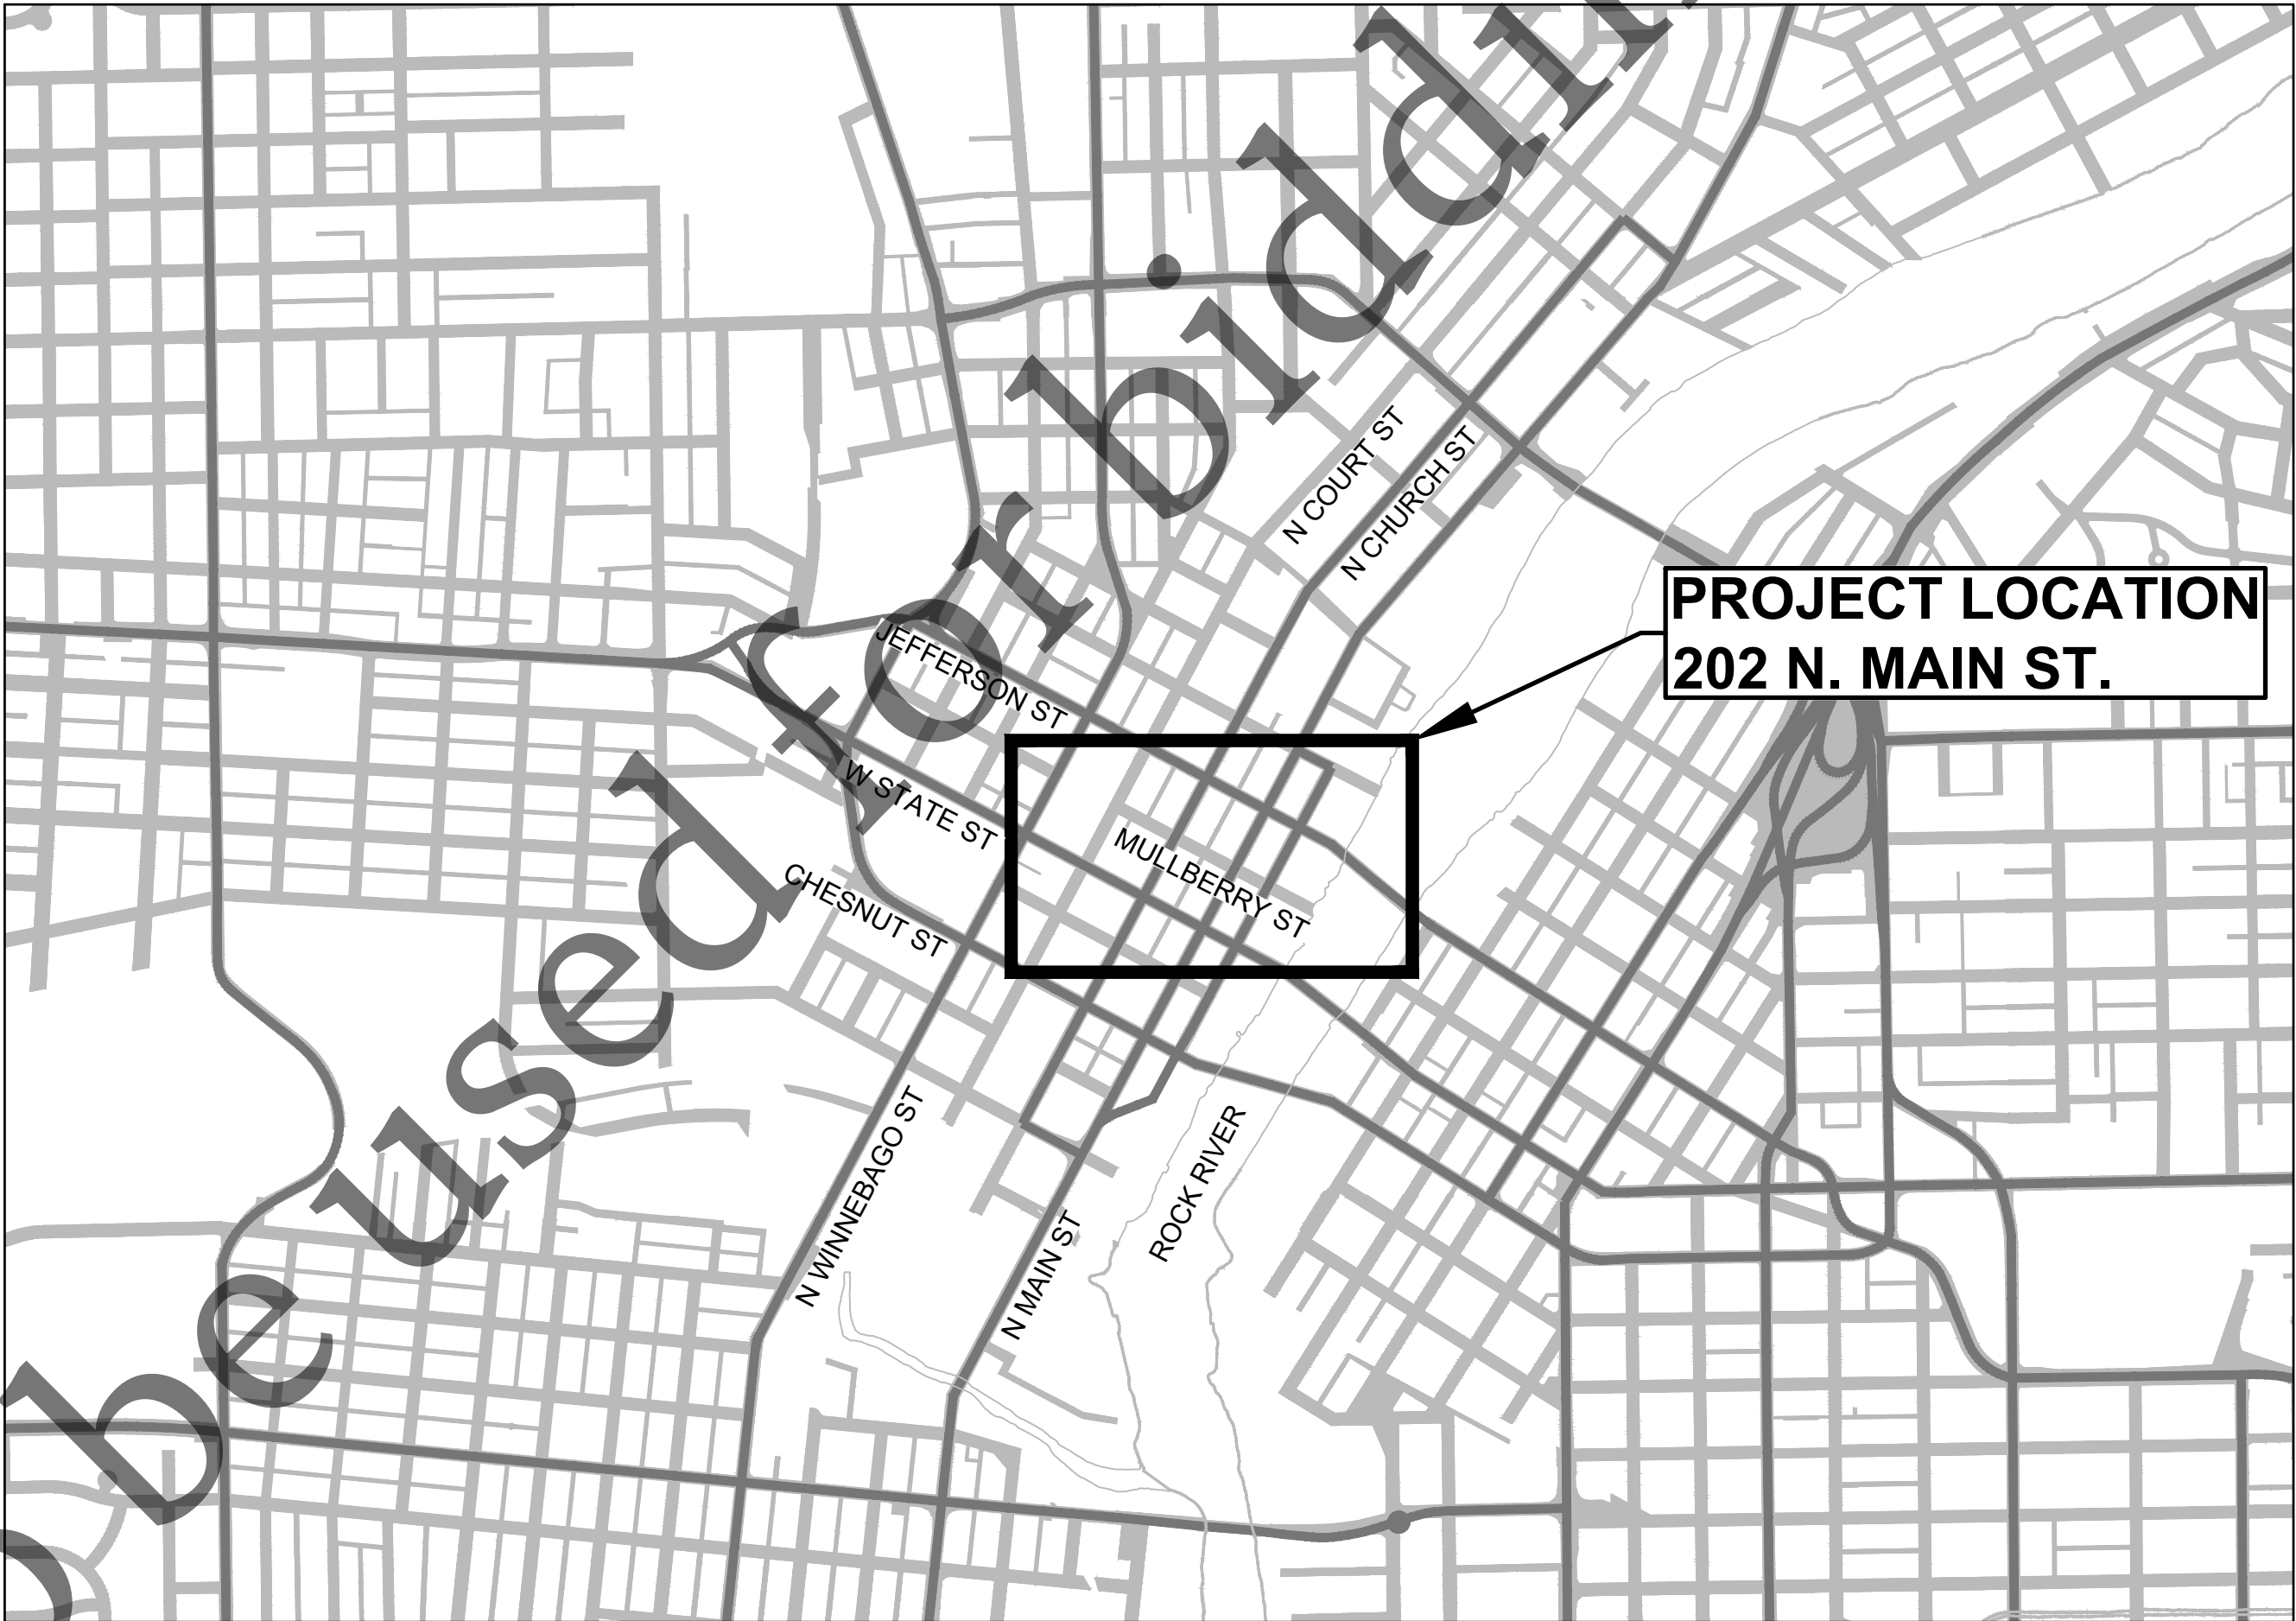 N COURT ST
N CHURCH ST
PROJECT LOCATION
202 N. MAIN ST.
JEFFERSON ST
W STATE ST
MULLBERRY ST
CHESNUT ST
N WINNEBAGO ST
ROCK RIVER
N MAIN ST
be used for